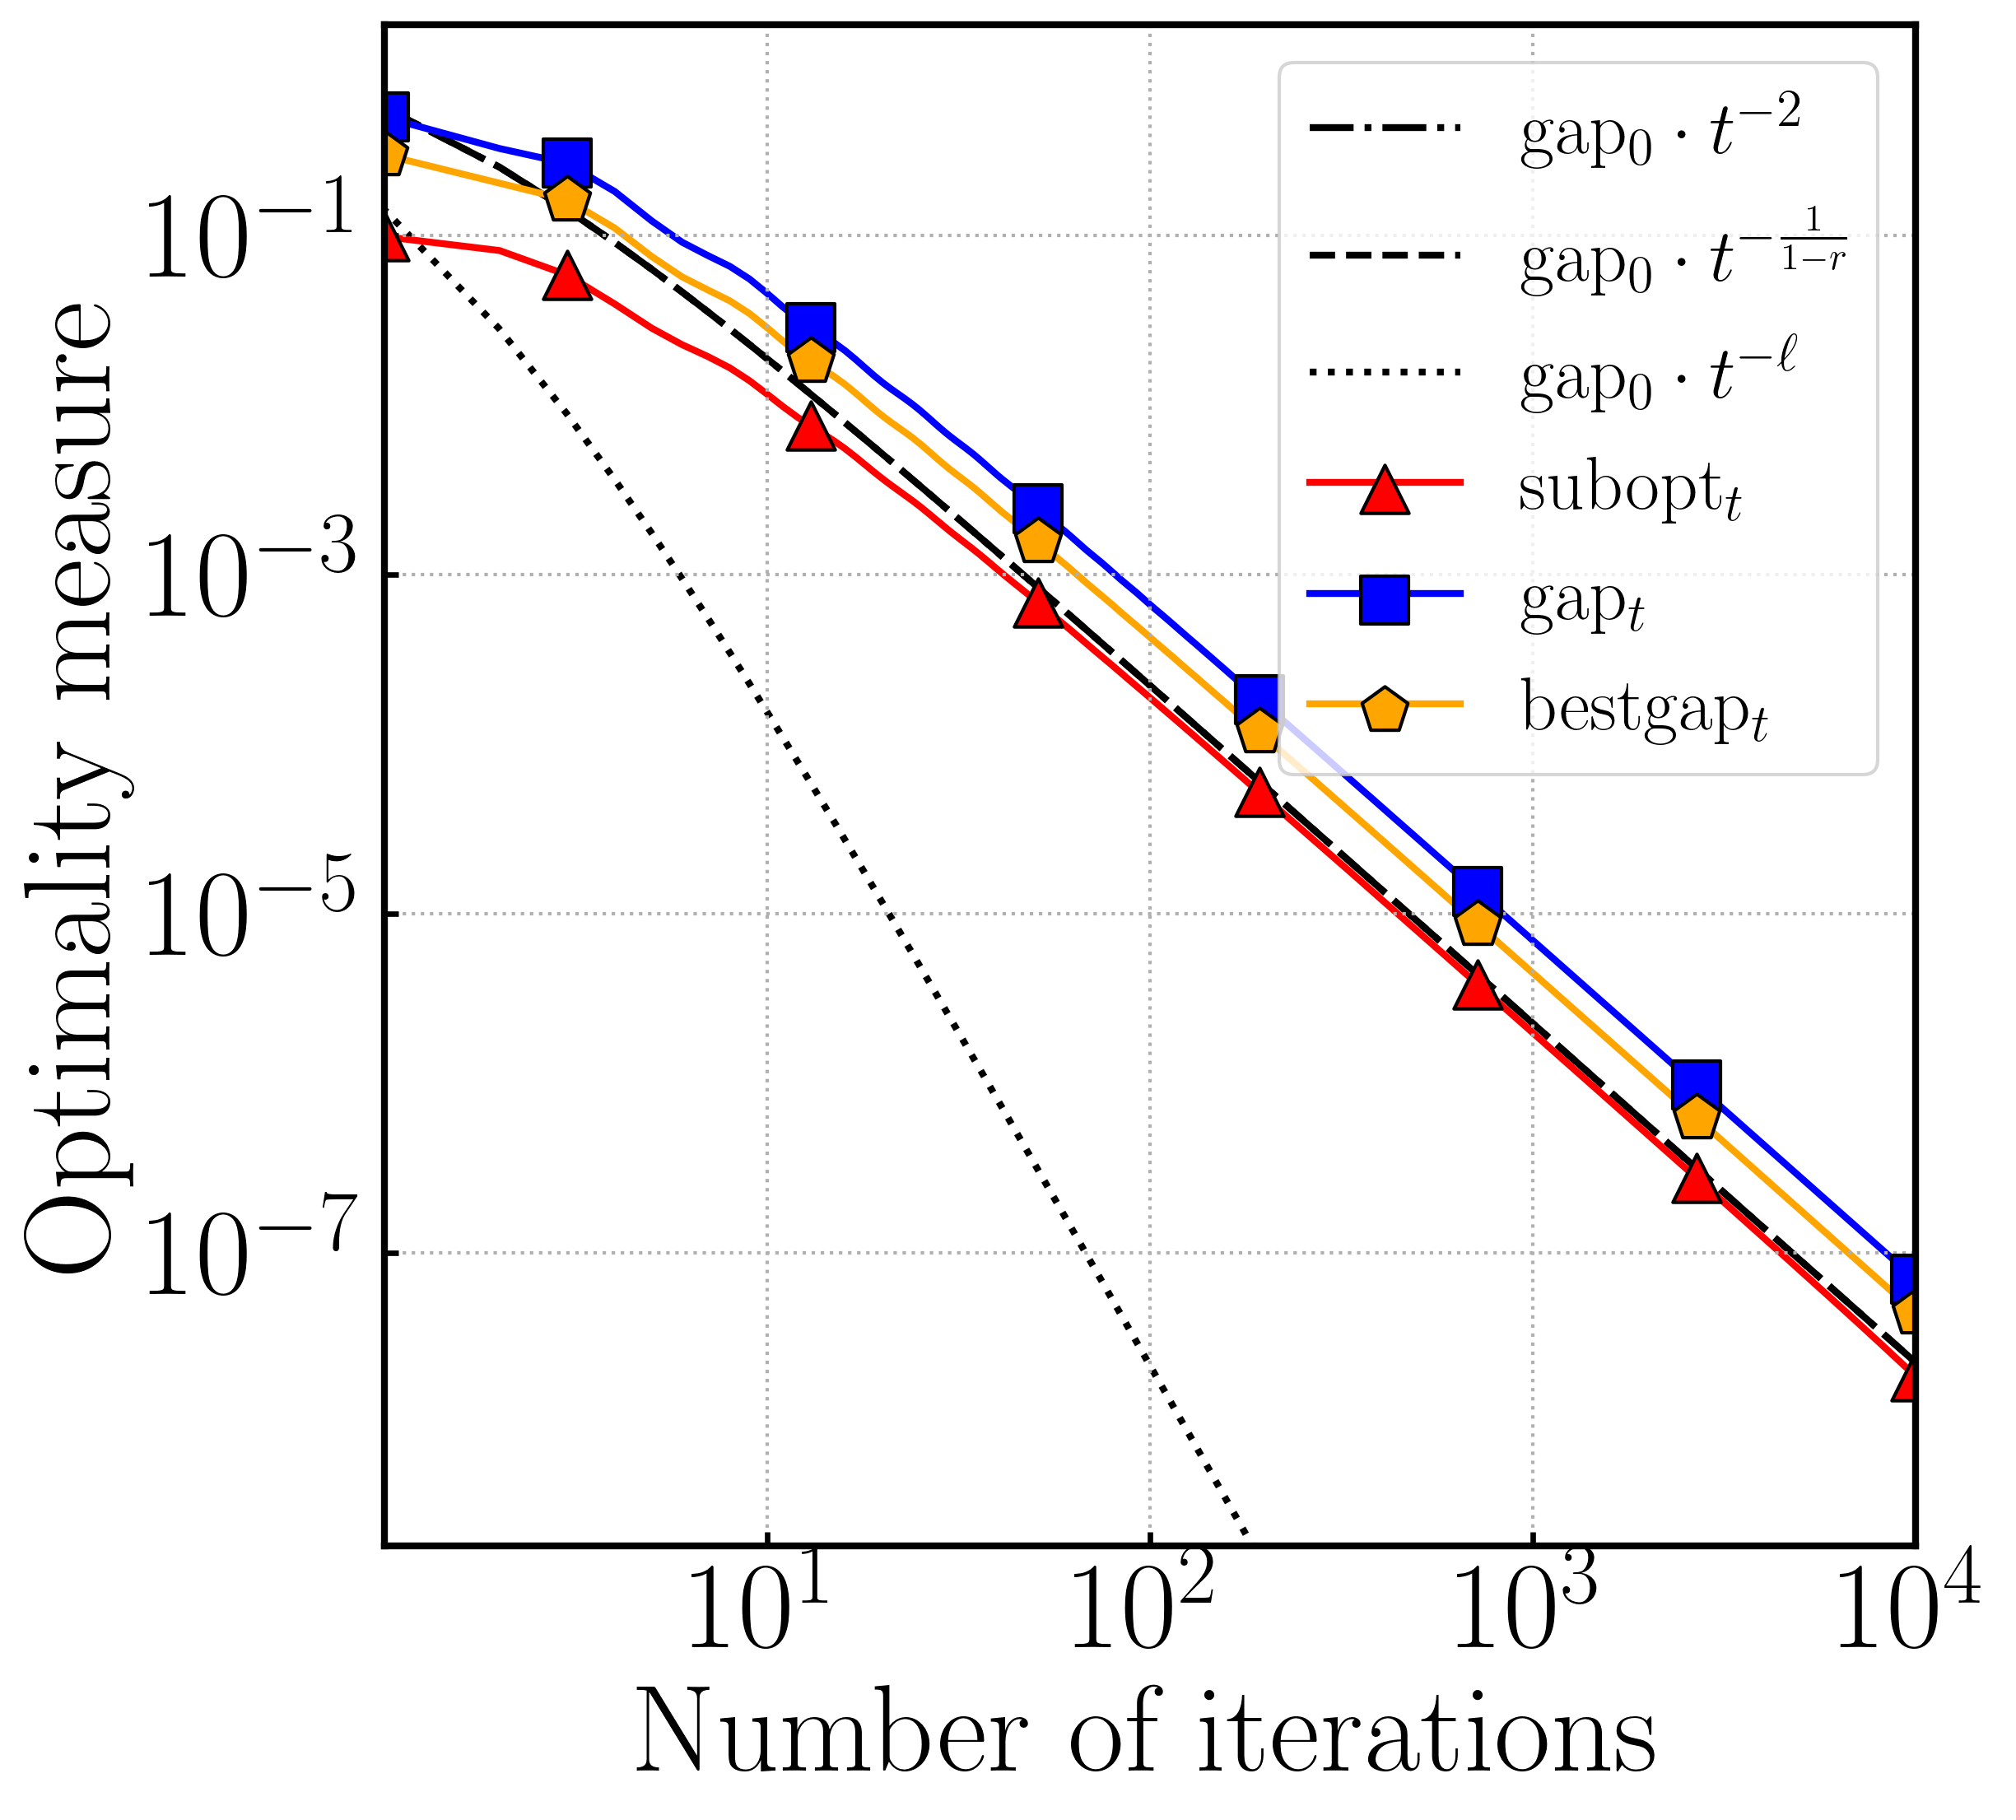 Optimality measure
10⁻¹
10⁻³
10⁻⁵
10⁻⁷
gap₀ · t⁻²
gap₀ · t^{-\frac{1}{1-r}}
gap₀ · t^{-ℓ}
subopt_t
gap_t
bestgap_t
10¹ 10² 10³ 10⁴
Number of iterations